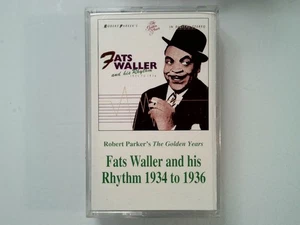 FATS
WALLER
and his Rhythm
Robert Parker's The Golden Years
Fats Waller and his
Rhythm 1934 to 1936